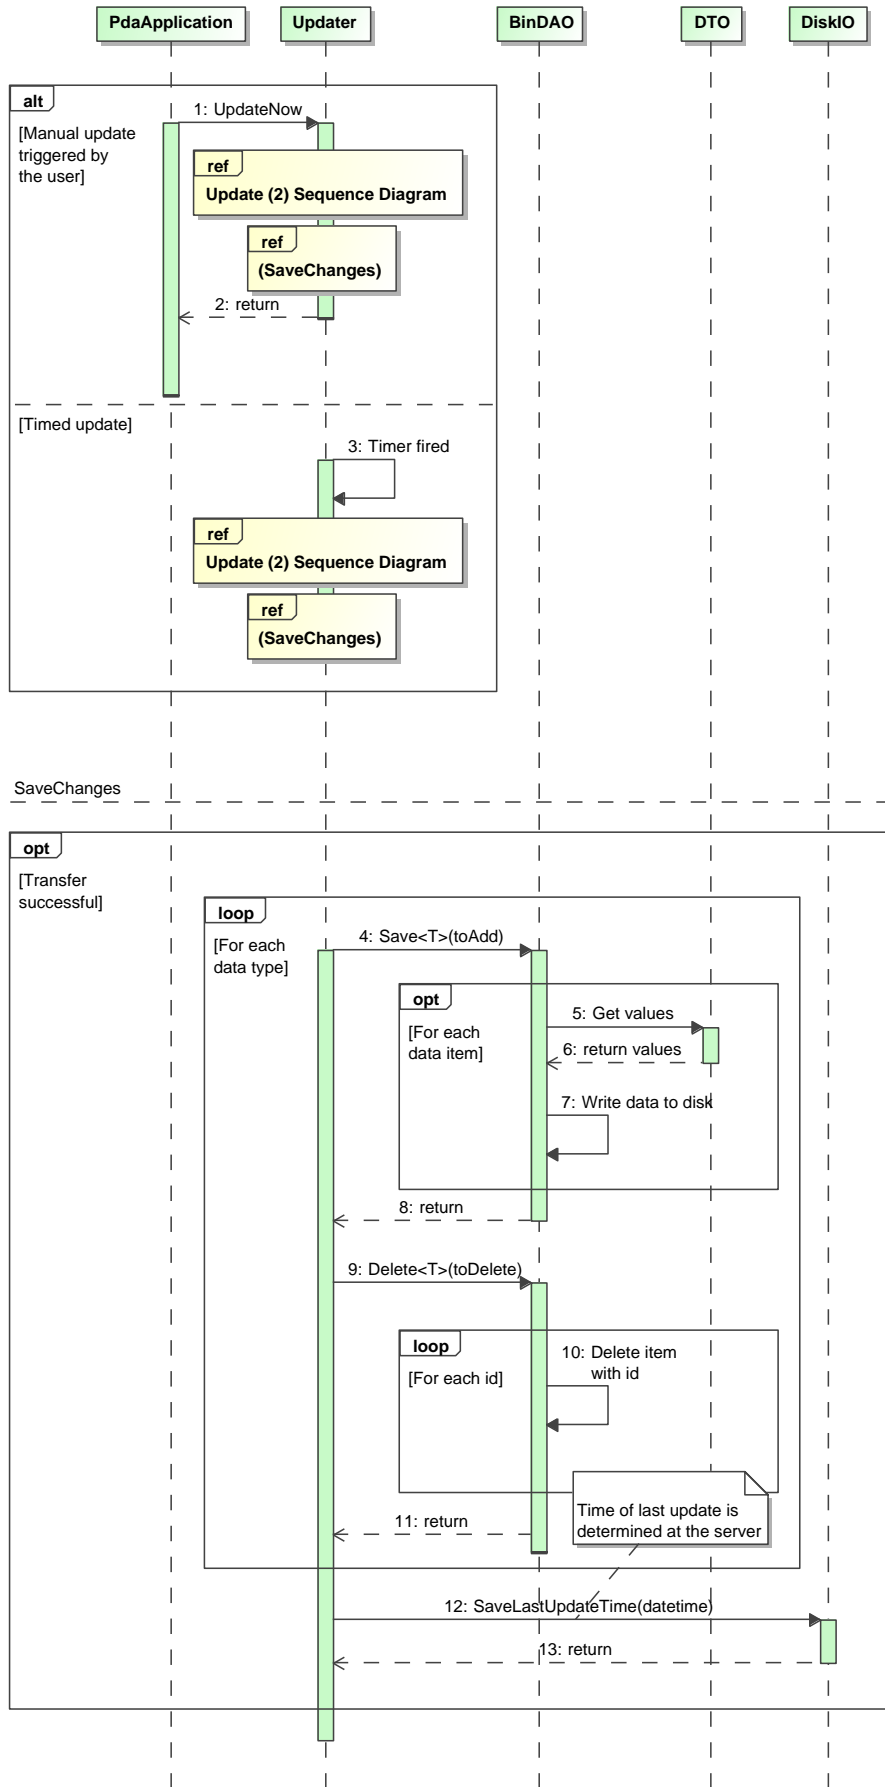 PdaApplication
Updater
BinDAO
DTO
DiskIO
alt
1: UpdateNow
[Manual update
triggered by
the user]
ref
Update (2) Sequence Diagram
ref
(SaveChanges)
2: return
[Timed update]
3: Timer fired
ref
Update (2) Sequence Diagram
ref
(SaveChanges)
SaveChanges
opt
[Transfer
successful]
loop
[For each
data type]
4: Save<T>(toAdd)
opt
[For each
data item]
5: Get values
6: return values
7: Write data to disk
8: return
9: Delete<T>(toDelete)
loop
[For each id]
10: Delete item
with id
Time of last update is
determined at the server
11: return
12: SaveLastUpdateTime(datetime)
13: return